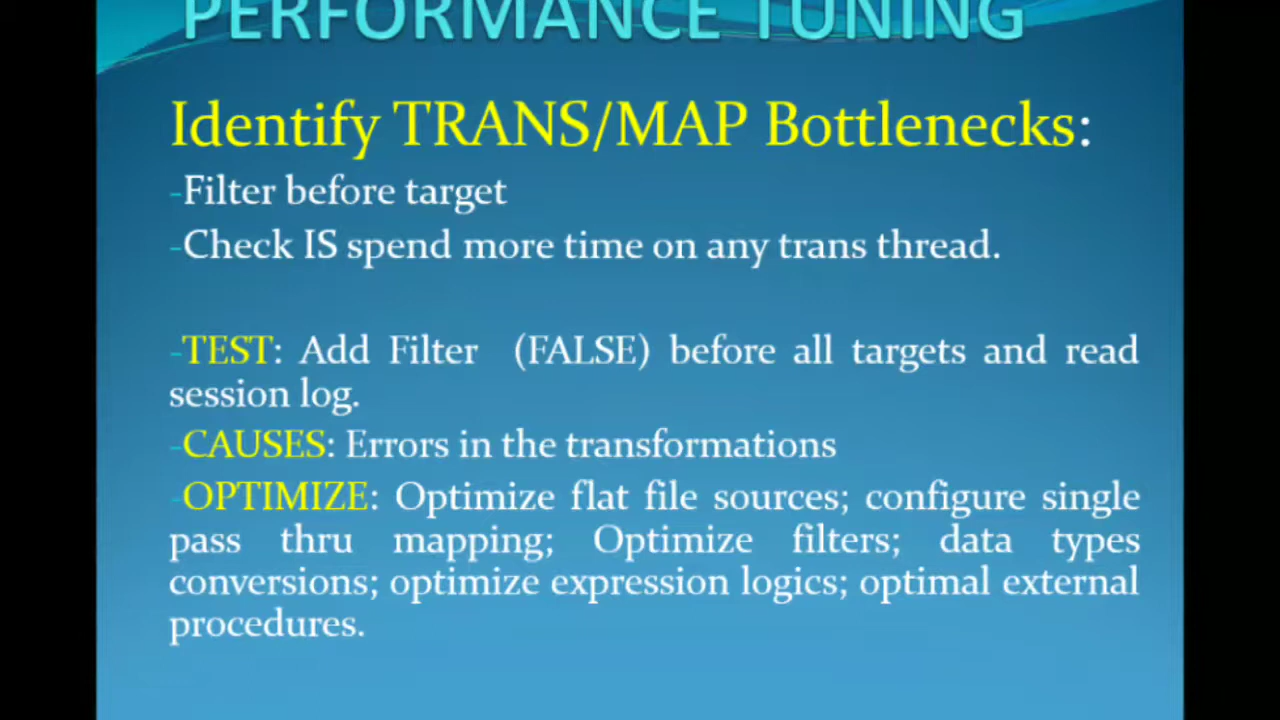 PERFORMANCE TUNING
Identify TRANS/MAP Bottlenecks:
-Filter before target
-Check IS spend more time on any trans thread.
-TEST: Add Filter (FALSE) before all targets and read
session log.
-CAUSES: Errors in the transformations
-OPTIMIZE: Optimize flat file sources; configure single
pass thru mapping; Optimize filters; data types
conversions; optimize expression logics; optimal external
procedures.